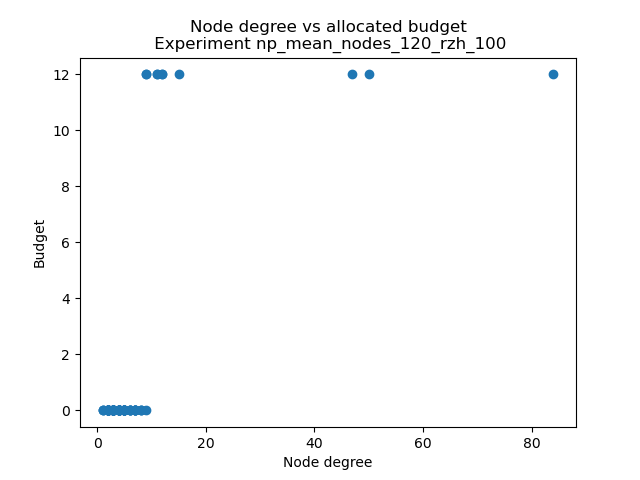 Node degree vs allocated budget
Experiment np_mean_nodes_120_rzh_100
12
10
8
6
4
2
0
Budget
0 20 40 60 80
Node degree